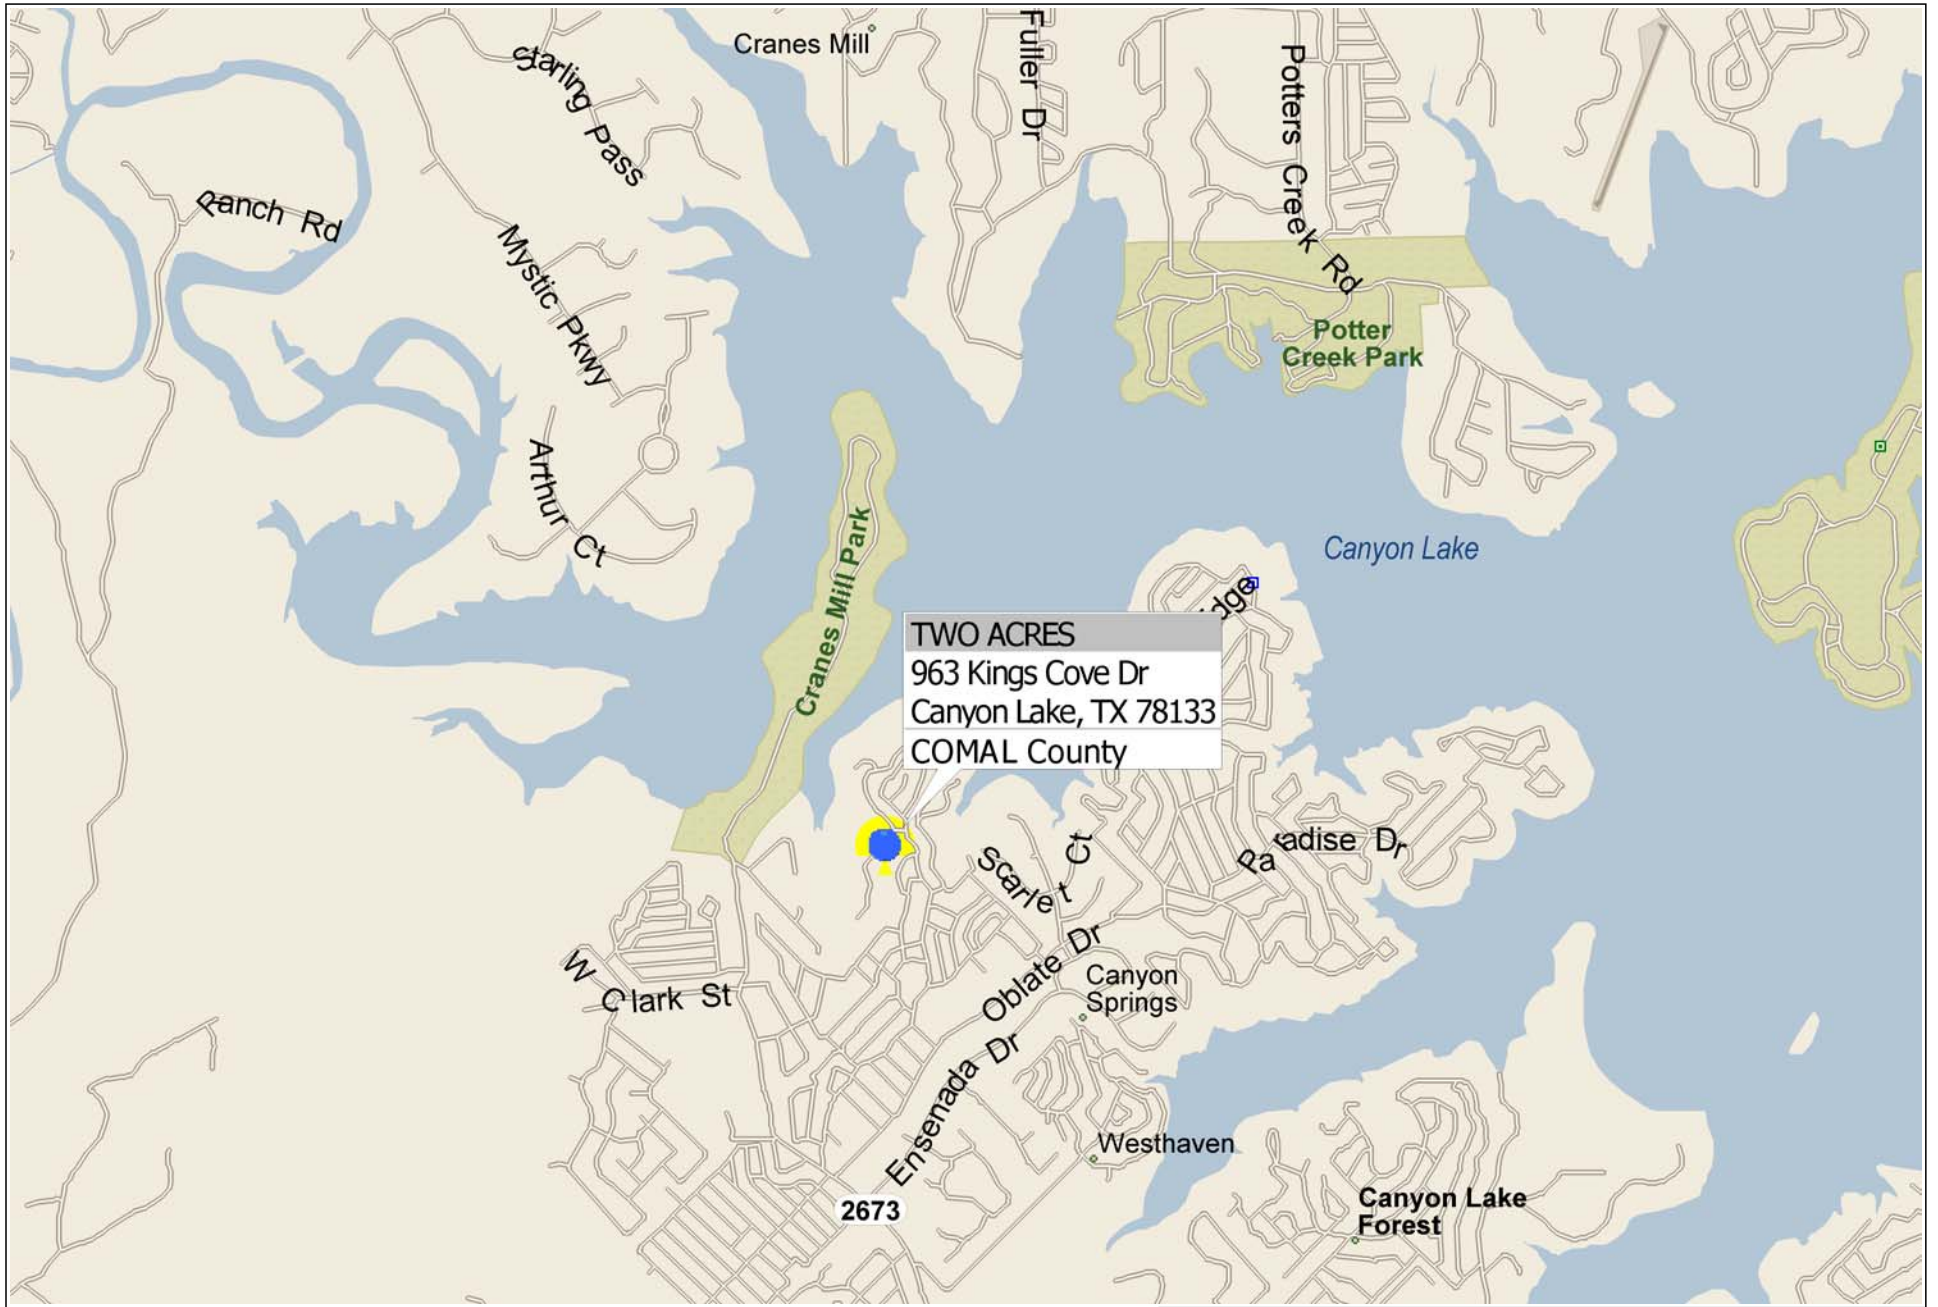 Cranes Mill
Fuller Dr
Potters Creek Rd
Starling Pass
Ranch Rd
Mystic Pkwy
Potter
Creek Park
Arthur Ct
Cranes Mill Park
Canyon Lake
idge
TWO ACRES
963 Kings Cove Dr
Canyon Lake, TX 78133
COMAL County
Scarlet Ct
Paradise Dr
W Clark St
Oblate Dr
Canyon
Springs
Ensenada Dr
Westhaven
2673
Canyon Lake
Forest